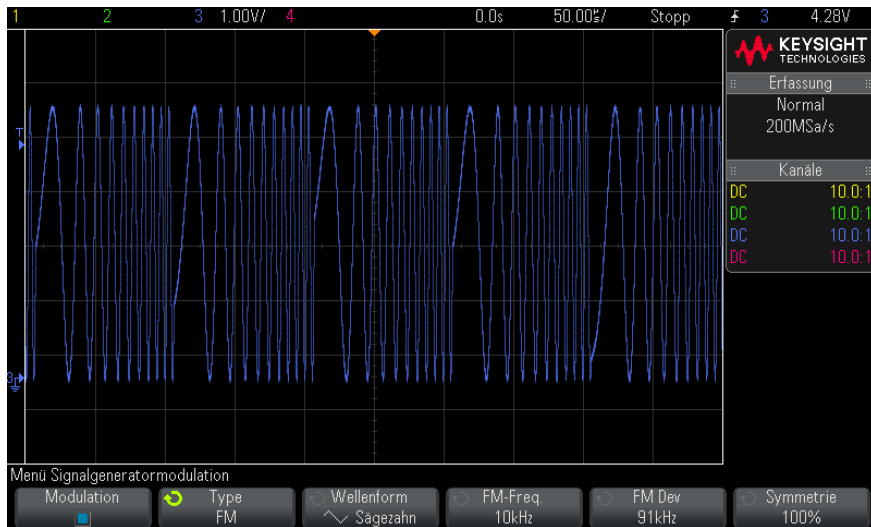 1 2 3 1.00V/ 4 0.0s 50.00µs/ Stopp 3 4.28V
KEYSIGHT
TECHNOLOGIES
Erfassung
Normal
200MSa/s
Kanäle
DC 10.0:1
DC 10.0:1
DC 10.0:1
DC 10.0:1
T
3
Menü Signalgeneratormodulation
Modulation
Type
FM
Wellenform
Sägezahn
FM-Freq.
10kHz
FM Dev
91kHz
Symmetrie
100%